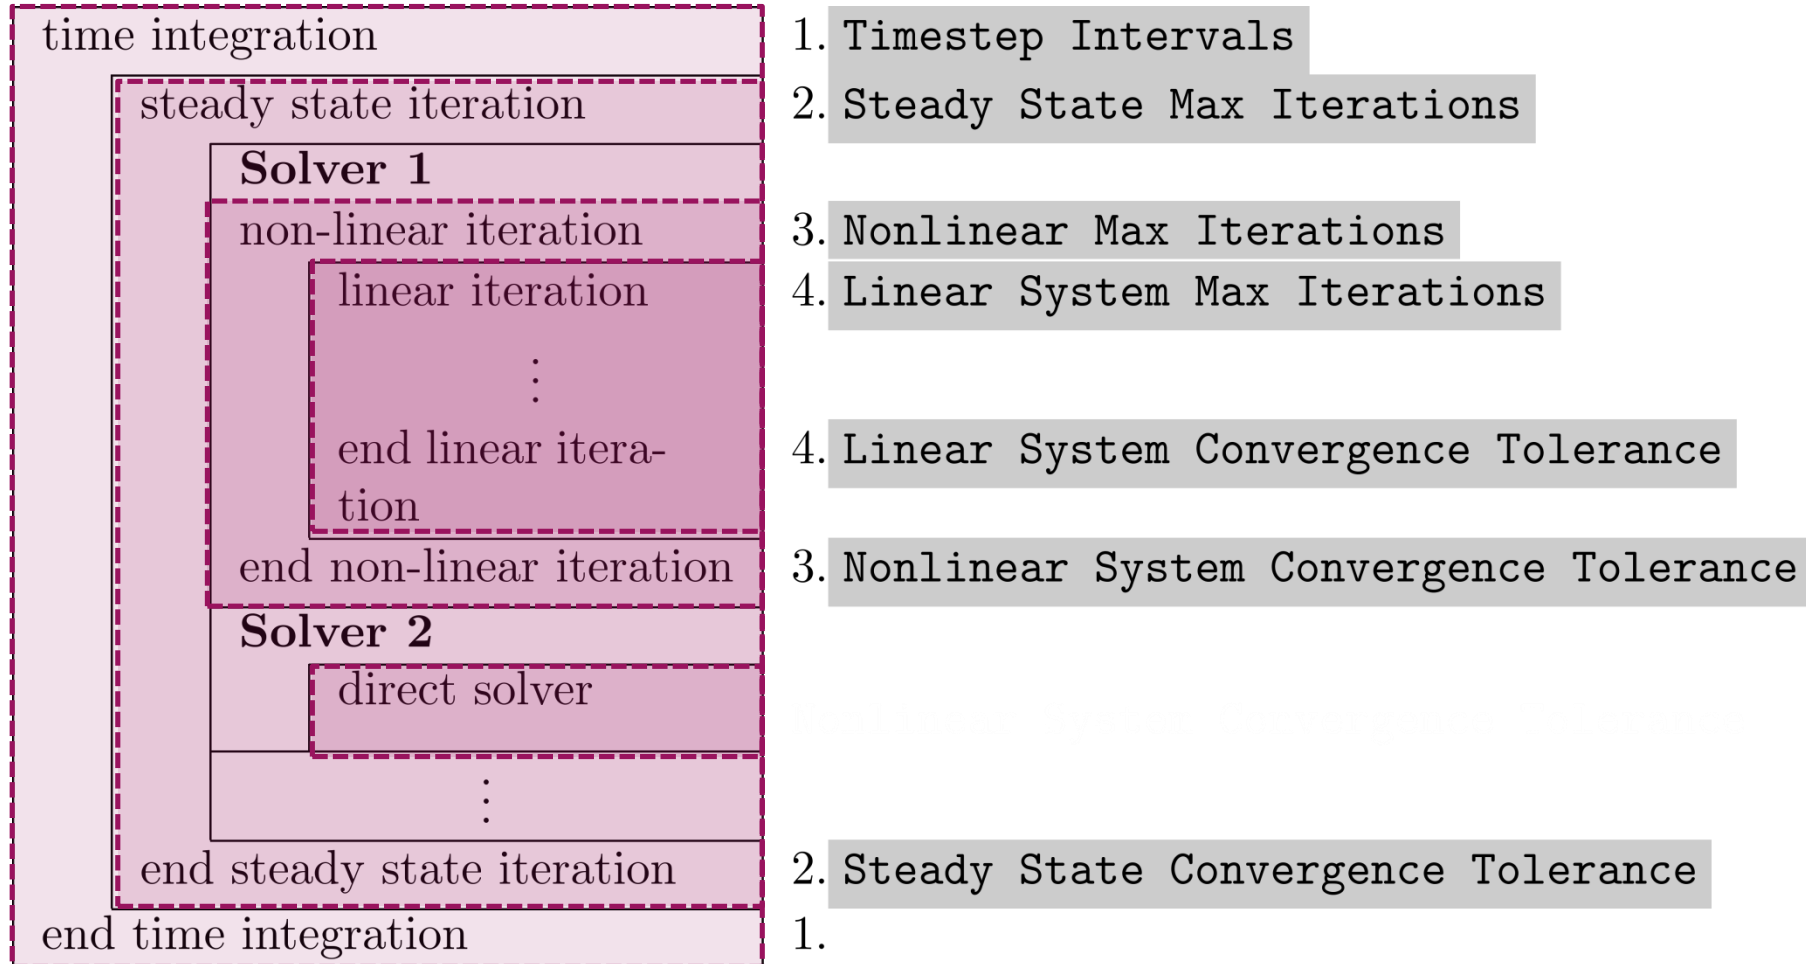 time integration 1. Timestep Intervals
steady state iteration 2. Steady State Max Iterations
Solver 1
non-linear iteration 3. Nonlinear Max Iterations
linear iteration 4. Linear System Max Iterations
⋮
end linear itera- 4. Linear System Convergence Tolerance
tion
end non-linear iteration 3. Nonlinear System Convergence Tolerance
Solver 2
direct solver
⋮
end steady state iteration 2. Steady State Convergence Tolerance
end time integration 1.